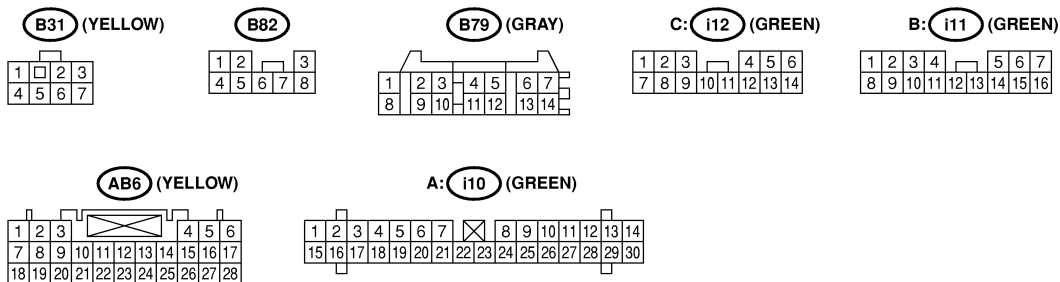 B31 (YELLOW) B82 B79 (GRAY) C: i12 (GREEN) B: i11 (GREEN)
1 2 3
4 5 6 7
1 2 3
4 5 6 7 8
1 2 3 4 5 6 7
8 9 10 11 12 13 14
1 2 3 4 5 6
7 8 9 10 11 12 13 14
1 2 3 4 5 6 7
8 9 10 11 12 13 14 15 16
AB6 (YELLOW) A: i10 (GREEN)
1 2 3 4 5 6
7 8 9 10 11 12 13 14 15 16 17
18 19 20 21 22 23 24 25 26 27 28
1 2 3 4 5 6 7 8 9 10 11 12 13 14
15 16 17 18 19 20 21 22 23 24 25 26 27 28 29 30